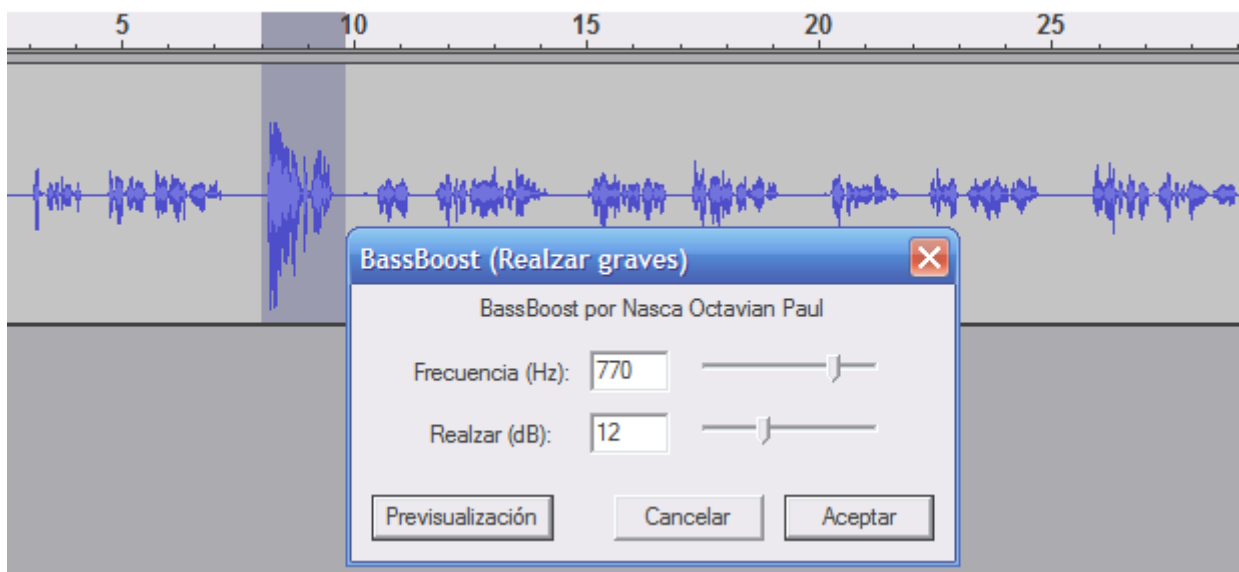 5 10 15 20 25
BassBoost (Realzar graves)
BassBoost por Nasca Octavian Paul
Frecuencia (Hz): 770
Realzar (dB): 12
Previsualización Cancelar Aceptar